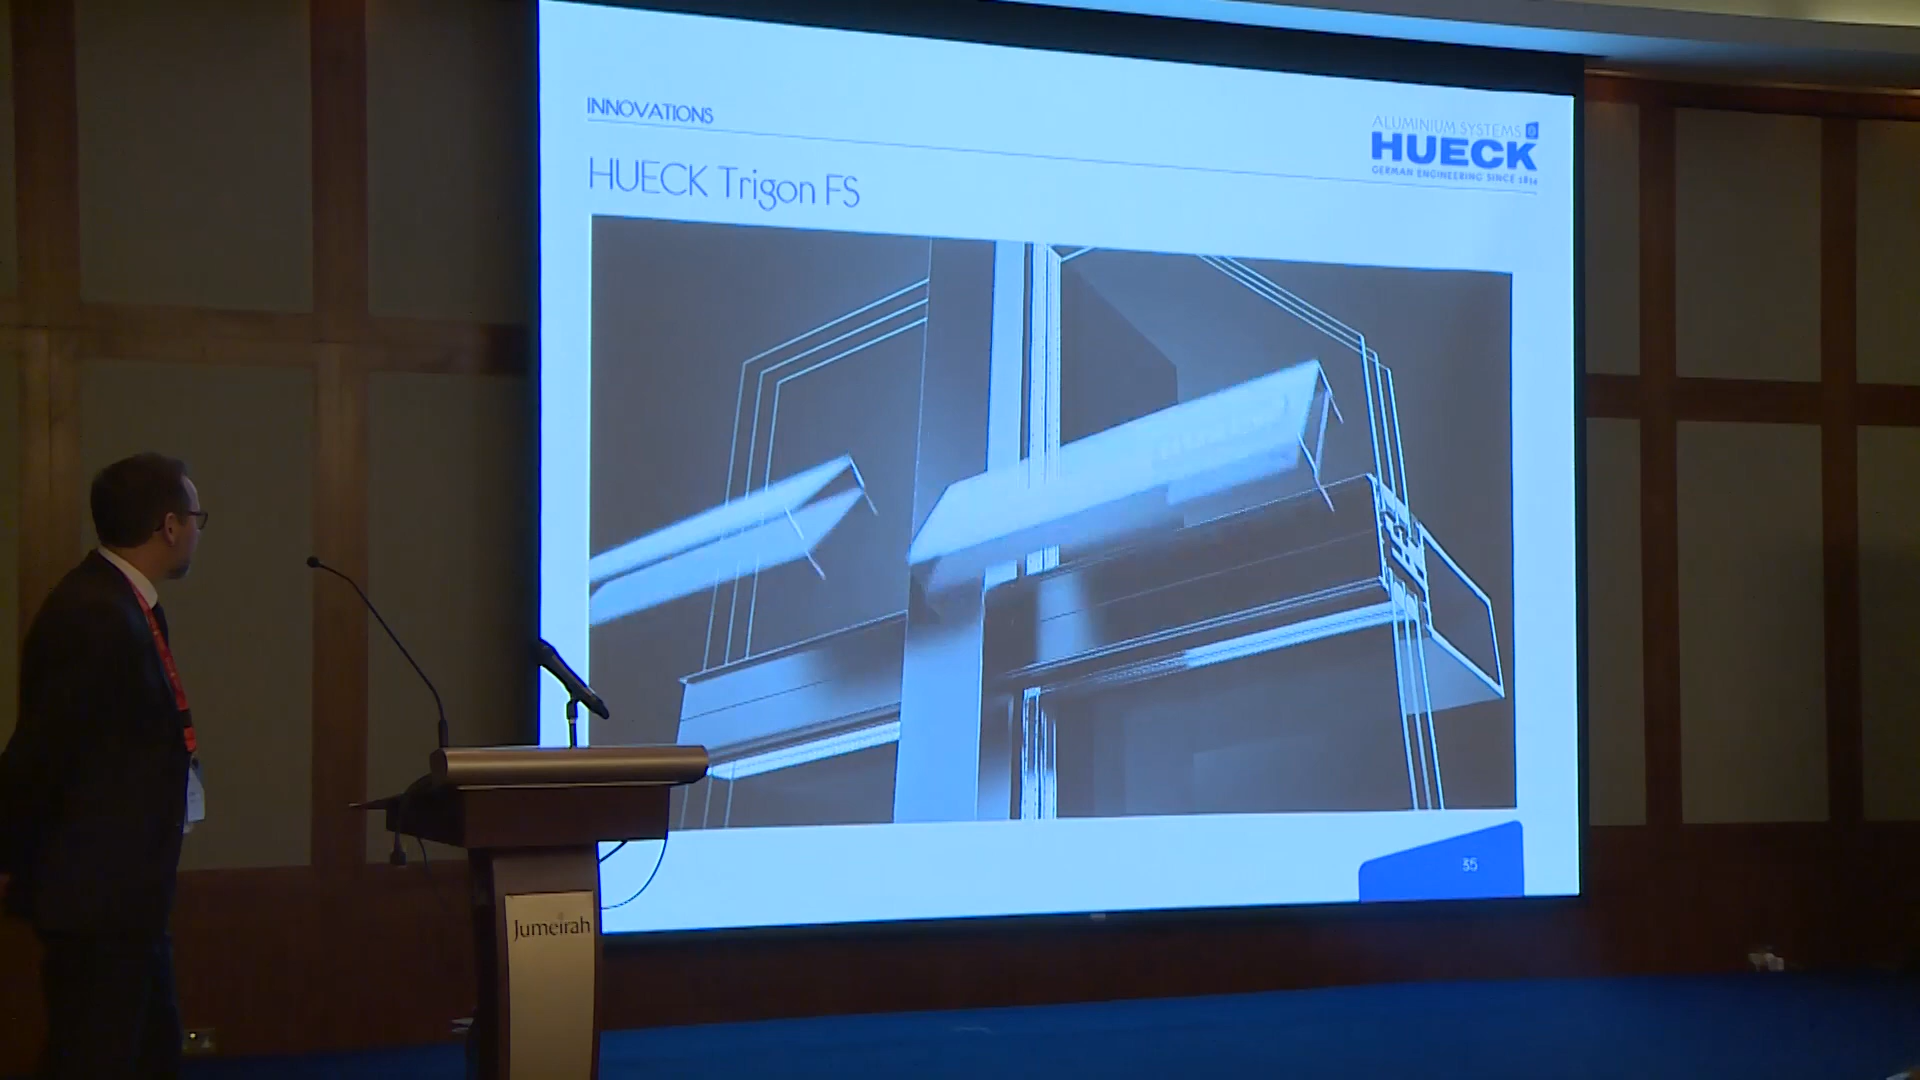 INNOVATIONS
ALUMINIUM SYSTEMS
HUECK
GERMAN ENGINEERING SINCE 1814
HUECK Trigon FS
35
Jumeirah